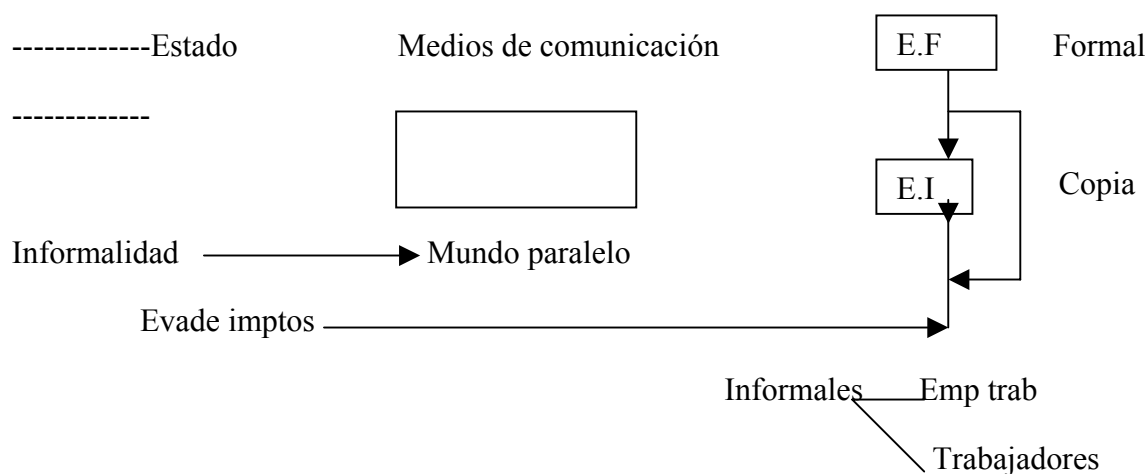 -------------Estado Medios de comunicación E.F Formal
-------------
E.I Copia
Informalidad Mundo paralelo
Evade imptos
Informales Emp trab
Trabajadores